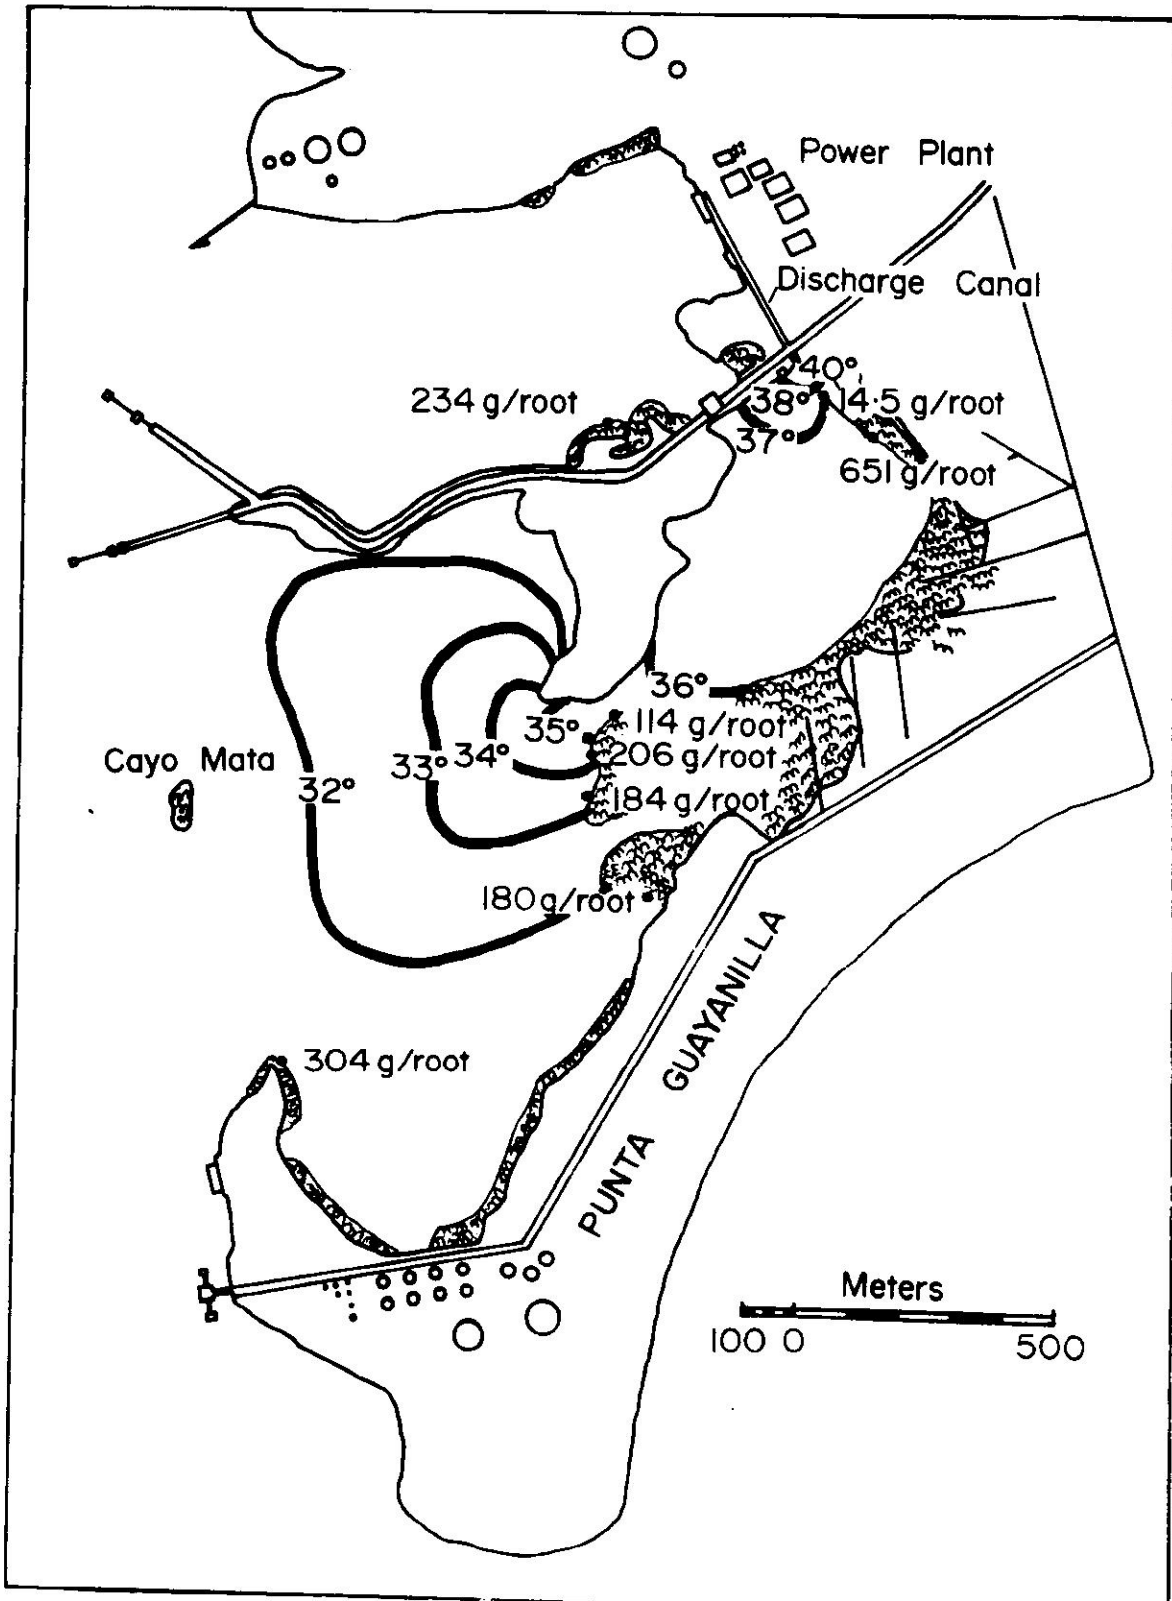 Power Plant
Discharge Canal
40°
234 g/root
38° 14.5 g/root
37°
651 g/root
36°
35° 114 g/root
Cayo Mata
33° 34° 206 g/root
32°
184 g/root
180 g/root
PUNTA GUAYANILLA
304 g/root
Meters
100 0 500